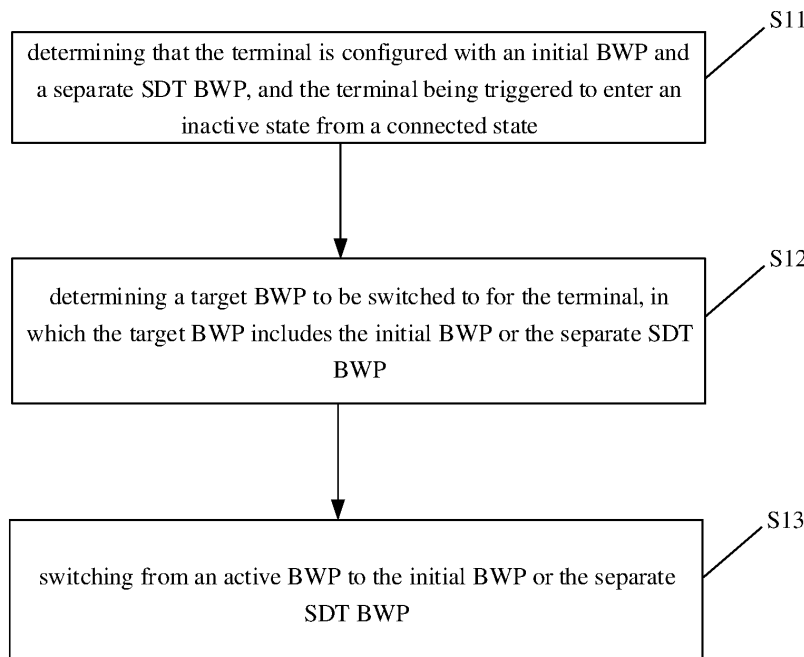 S11
determining that the terminal is configured with an initial BWP and
a separate SDT BWP, and the terminal being triggered to enter an
inactive state from a connected state
S12
determining a target BWP to be switched to for the terminal, in
which the target BWP includes the initial BWP or the separate SDT
BWP
S13
switching from an active BWP to the initial BWP or the separate
SDT BWP